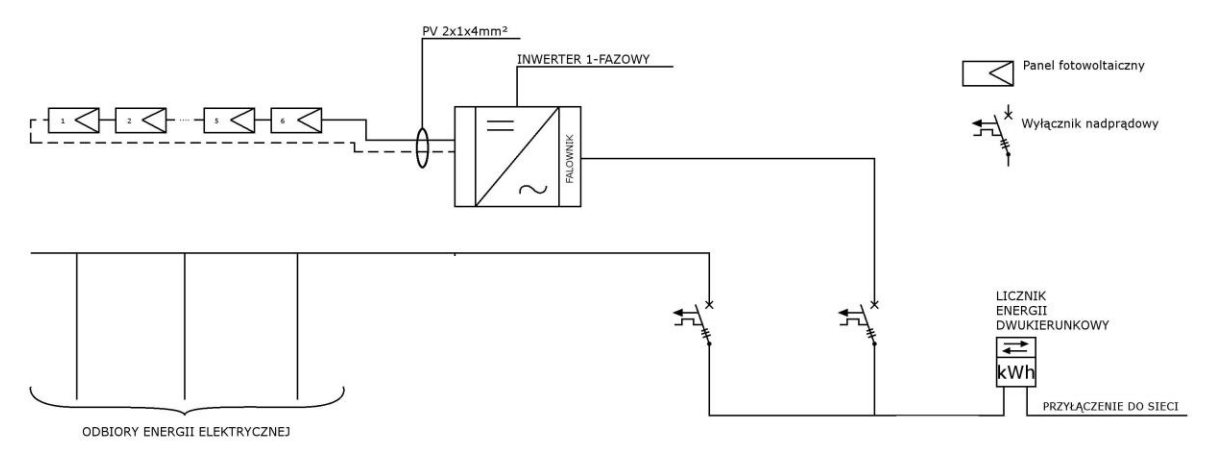 PV 2x1x4mm²
INWERTER 1-FAZOWY
Panel fotowoltaiczny
1 2 .... 5 6
Wyłącznik nadprądowy
FALOWNIK
LICZNIK
ENERGII
DWUKIERUNKOWY
kWh
PRZYŁĄCZENIE DO SIECI
ODBIORY ENERGII ELEKTRYCZNEJ